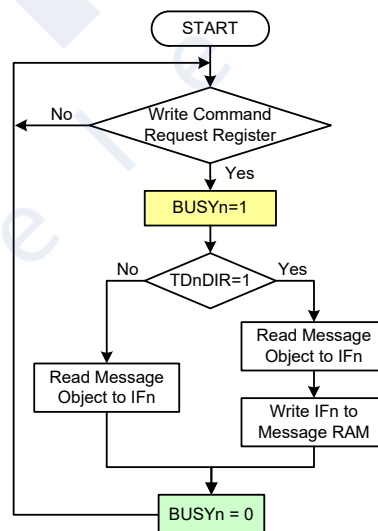 START
No
Write Command
Request Register
Yes
BUSYn=1
No
TDnDIR=1
Yes
Read Message
Object to IFn
Read Message
Object to IFn
Write IFn to
Message RAM
BUSYn = 0